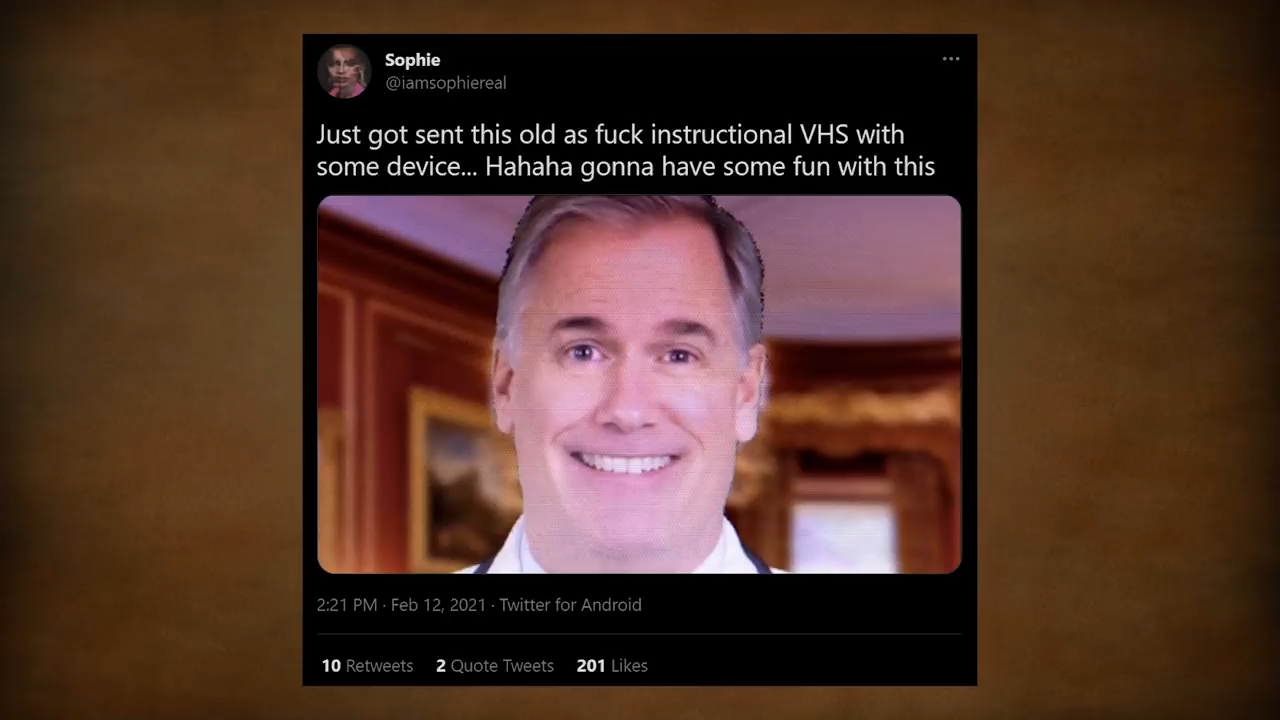 Sophie
@iamsophiereal
Just got sent this old as fuck instructional VHS with
some device... Hahaha gonna have some fun with this
2:21 PM · Feb 12, 2021 · Twitter for Android
10 Retweets 2 Quote Tweets 201 Likes